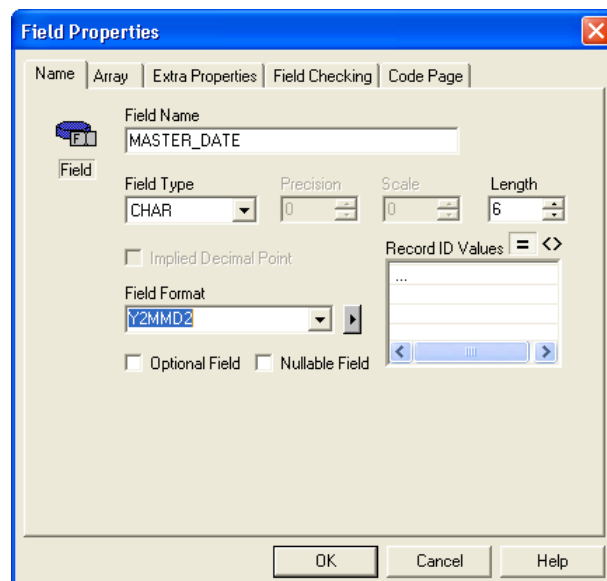 Field Properties
Name Array Extra Properties Field Checking Code Page
Field Name
MASTER_DATE
Field
Field Type Precision Scale Length
CHAR 0 0 6
Implied Decimal Point
Record ID Values = <>
...
Field Format
Y2MMD2
Optional Field Nullable Field
OK Cancel Help